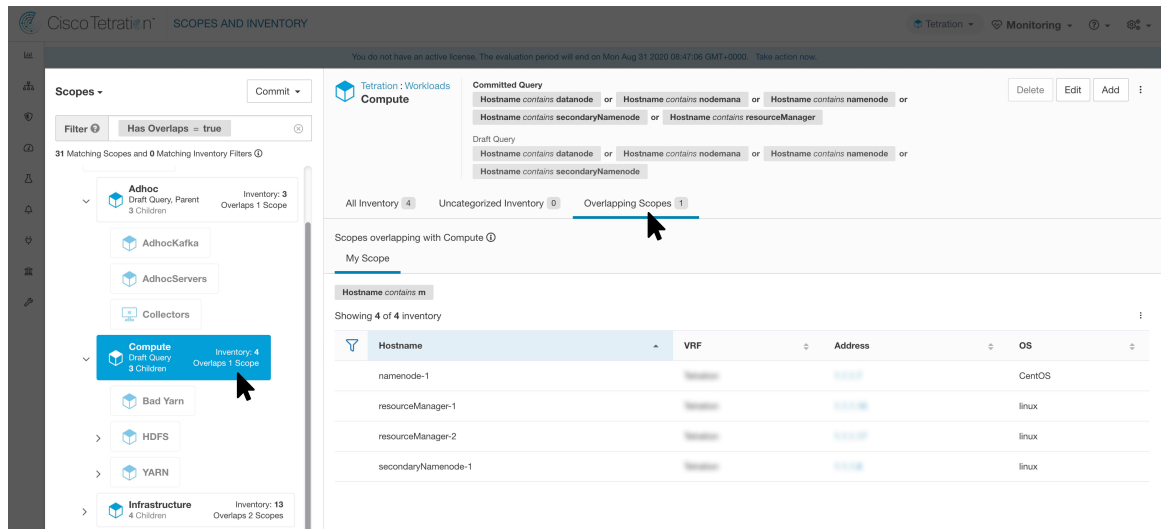 Cisco Tetration SCOPES AND INVENTORY
Tetration Monitoring
You do not have an active license. The evaluation period will end on Mon Aug 31 2020 08:47:06 GMT+0000. Take action now.
Scopes
Commit
Filter Has Overlaps = true
31 Matching Scopes and 0 Matching Inventory Filters
Adhoc
Draft Query, Parent
3 Children
Inventory: 3
Overlaps 1 Scope
AdhocKafka
AdhocServers
Collectors
Compute
Draft Query
3 Children
Inventory: 4
Overlaps 1 Scope
Bad Yarn
HDFS
YARN
Infrastructure
4 Children
Inventory: 13
Overlaps 2 Scopes
Tetration : Workloads
Compute
Committed Query
Hostname contains datanode or Hostname contains nodemana or Hostname contains namenode or
Hostname contains secondaryNamenode or Hostname contains resourceManager
Draft Query
Hostname contains datanode or Hostname contains nodemana or Hostname contains namenode or
Hostname contains secondaryNamenode
Delete Edit Add
All Inventory 4 Uncategorized Inventory 0 Overlapping Scopes 1
Scopes overlapping with Compute
My Scope
Hostname contains m
Showing 4 of 4 inventory
Hostname VRF Address OS
namenode-1 CentOS
resourceManager-1 linux
resourceManager-2 linux
secondaryNamenode-1 linux